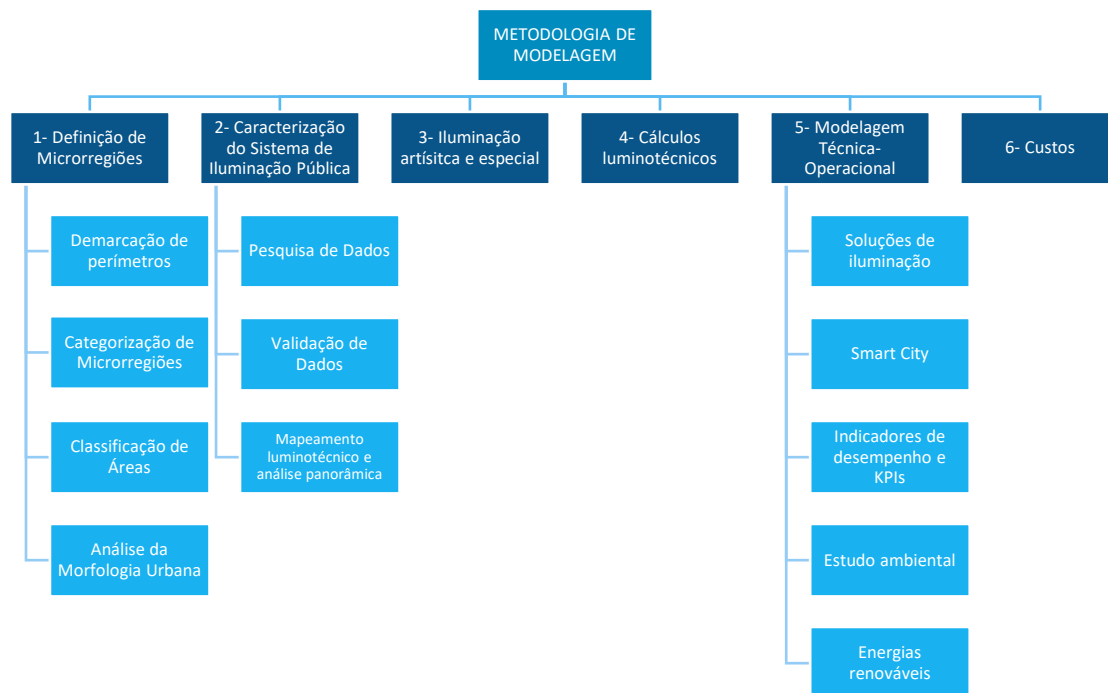 METODOLOGIA DE
MODELAGEM
1- Definição de
Microrregiões
Demarcação de
perímetros
Categorização de
Microrregiões
Classificação de
Áreas
Análise da
Morfologia Urbana
2- Caracterização
do Sistema de
Iluminação Pública
Pesquisa de Dados
Validação de
Dados
Mapeamento
luminotécnico e
análise panorâmica
3- Iluminação
artísitca e especial
4- Cálculos
luminotécnicos
5- Modelagem
Técnica-
Operacional
Soluções de
iluminação
Smart City
Indicadores de
desempenho e
KPIs
Estudo ambiental
Energias
renováveis
6- Custos